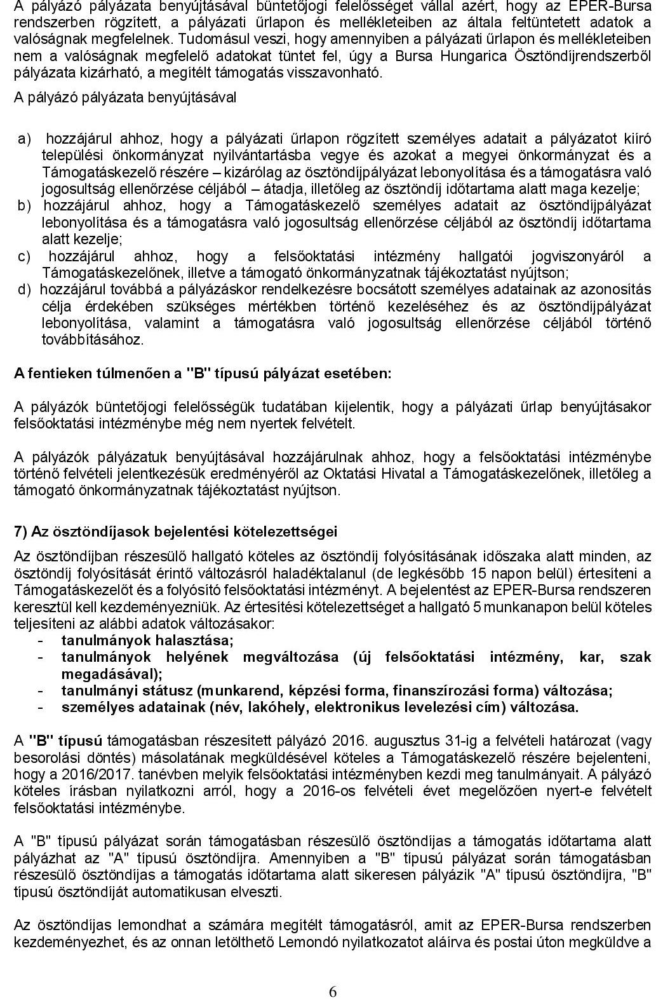 A pályázó pályázata benyújtásával büntetőjogi felelősséget vállal azért, hogy az EPER-Bursa
rendszerben rögzített, a pályázati űrlapon és mellékleteiben az általa feltüntetett adatok a
valóságnak megfelelnek. Tudomásul veszi, hogy amennyiben a pályázati űrlapon és mellékleteiben
nem a valóságnak megfelelő adatokat tüntet fel, úgy a Bursa Hungarica Ösztöndíjrendszerből
pályázata kizárható, a megítélt támogatás visszavonható.
A pályázó pályázata benyújtásával
a) hozzájárul ahhoz, hogy a pályázati űrlapon rögzített személyes adatait a pályázatot kiíró
települési önkormányzat nyilvántartásba vegye és azokat a megyei önkormányzat és a
Támogatáskezelő részére – kizárólag az ösztöndíjpályázat lebonyolítása és a támogatásra való
jogosultság ellenőrzése céljából – átadja, illetőleg az ösztöndíj időtartama alatt maga kezelje;
b) hozzájárul ahhoz, hogy a Támogatáskezelő személyes adatait az ösztöndíjpályázat
lebonyolítása és a támogatásra való jogosultság ellenőrzése céljából az ösztöndíj időtartama
alatt kezelje;
c) hozzájárul ahhoz, hogy a felsőoktatási intézmény hallgatói jogviszonyáról a
Támogatáskezelőnek, illetve a támogató önkormányzatnak tájékoztatást nyújtson;
d) hozzájárul továbbá a pályázáskor rendelkezésre bocsátott személyes adatainak az azonosítás
célja érdekében szükséges mértékben történő kezeléséhez és az ösztöndíjpályázat
lebonyolítása, valamint a támogatásra való jogosultság ellenőrzése céljából történő
továbbításához.
A fentieken túlmenően a "B" típusú pályázat esetében:
A pályázók büntetőjogi felelősségük tudatában kijelentik, hogy a pályázati űrlap benyújtásakor
felsőoktatási intézménybe még nem nyertek felvételt.
A pályázók pályázatuk benyújtásával hozzájárulnak ahhoz, hogy a felsőoktatási intézménybe
történő felvételi jelentkezésük eredményéről az Oktatási Hivatal a Támogatáskezelőnek, illetőleg a
támogató önkormányzatnak tájékoztatást nyújtson.
7) Az ösztöndíjasok bejelentési kötelezettségei
Az ösztöndíjban részesülő hallgató köteles az ösztöndíj folyósításának időszaka alatt minden, az
ösztöndíj folyósítását érintő változásról haladéktalanul (de legkésőbb 15 napon belül) értesíteni a
Támogatáskezelőt és a folyósító felsőoktatási intézményt. A bejelentést az EPER-Bursa rendszeren
keresztül kell kezdeményezniük. Az értesítési kötelezettséget a hallgató 5 munkanapon belül köteles
teljesíteni az alábbi adatok változásakor:
- tanulmányok halasztása;
- tanulmányok helyének megváltozása (új felsőoktatási intézmény, kar, szak
megadásával);
- tanulmányi státusz (munkarend, képzési forma, finanszírozási forma) változása;
- személyes adatainak (név, lakóhely, elektronikus levelezési cím) változása.
A "B" típusú támogatásban részesített pályázó 2016. augusztus 31-ig a felvételi határozat (vagy
besorolási döntés) másolatának megküldésével köteles a Támogatáskezelő részére bejelenteni,
hogy a 2016/2017. tanévben melyik felsőoktatási intézményben kezdi meg tanulmányait. A pályázó
köteles írásban nyilatkozni arról, hogy a 2016-os felvételi évet megelőzően nyert-e felvételt
felsőoktatási intézménybe.
A "B" típusú pályázat során támogatásban részesülő ösztöndíjas a támogatás időtartama alatt
pályázhat az "A" típusú ösztöndíjra. Amennyiben a "B" típusú pályázat során támogatásban
részesülő ösztöndíjas a támogatás időtartama alatt sikeresen pályázik "A" típusú ösztöndíjra, "B"
típusú ösztöndíját automatikusan elveszti.
Az ösztöndíjas lemondhat a számára megítélt támogatásról, amit az EPER-Bursa rendszerben
kezdeményezhet, és az onnan letölthető Lemondó nyilatkozatot aláírva és postai úton megküldve a
6